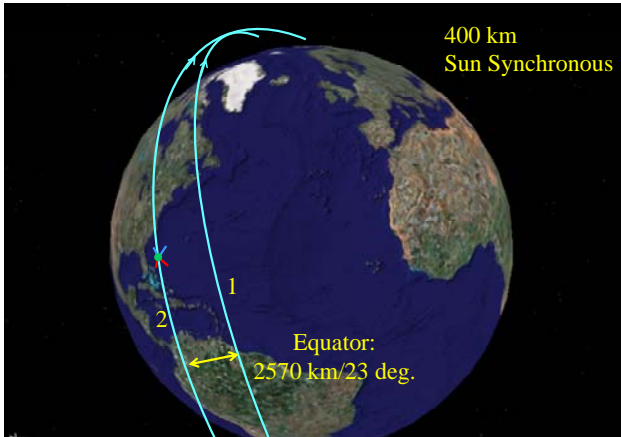 400 km
Sun Synchronous
1
2
Equator:
2570 km/23 deg.